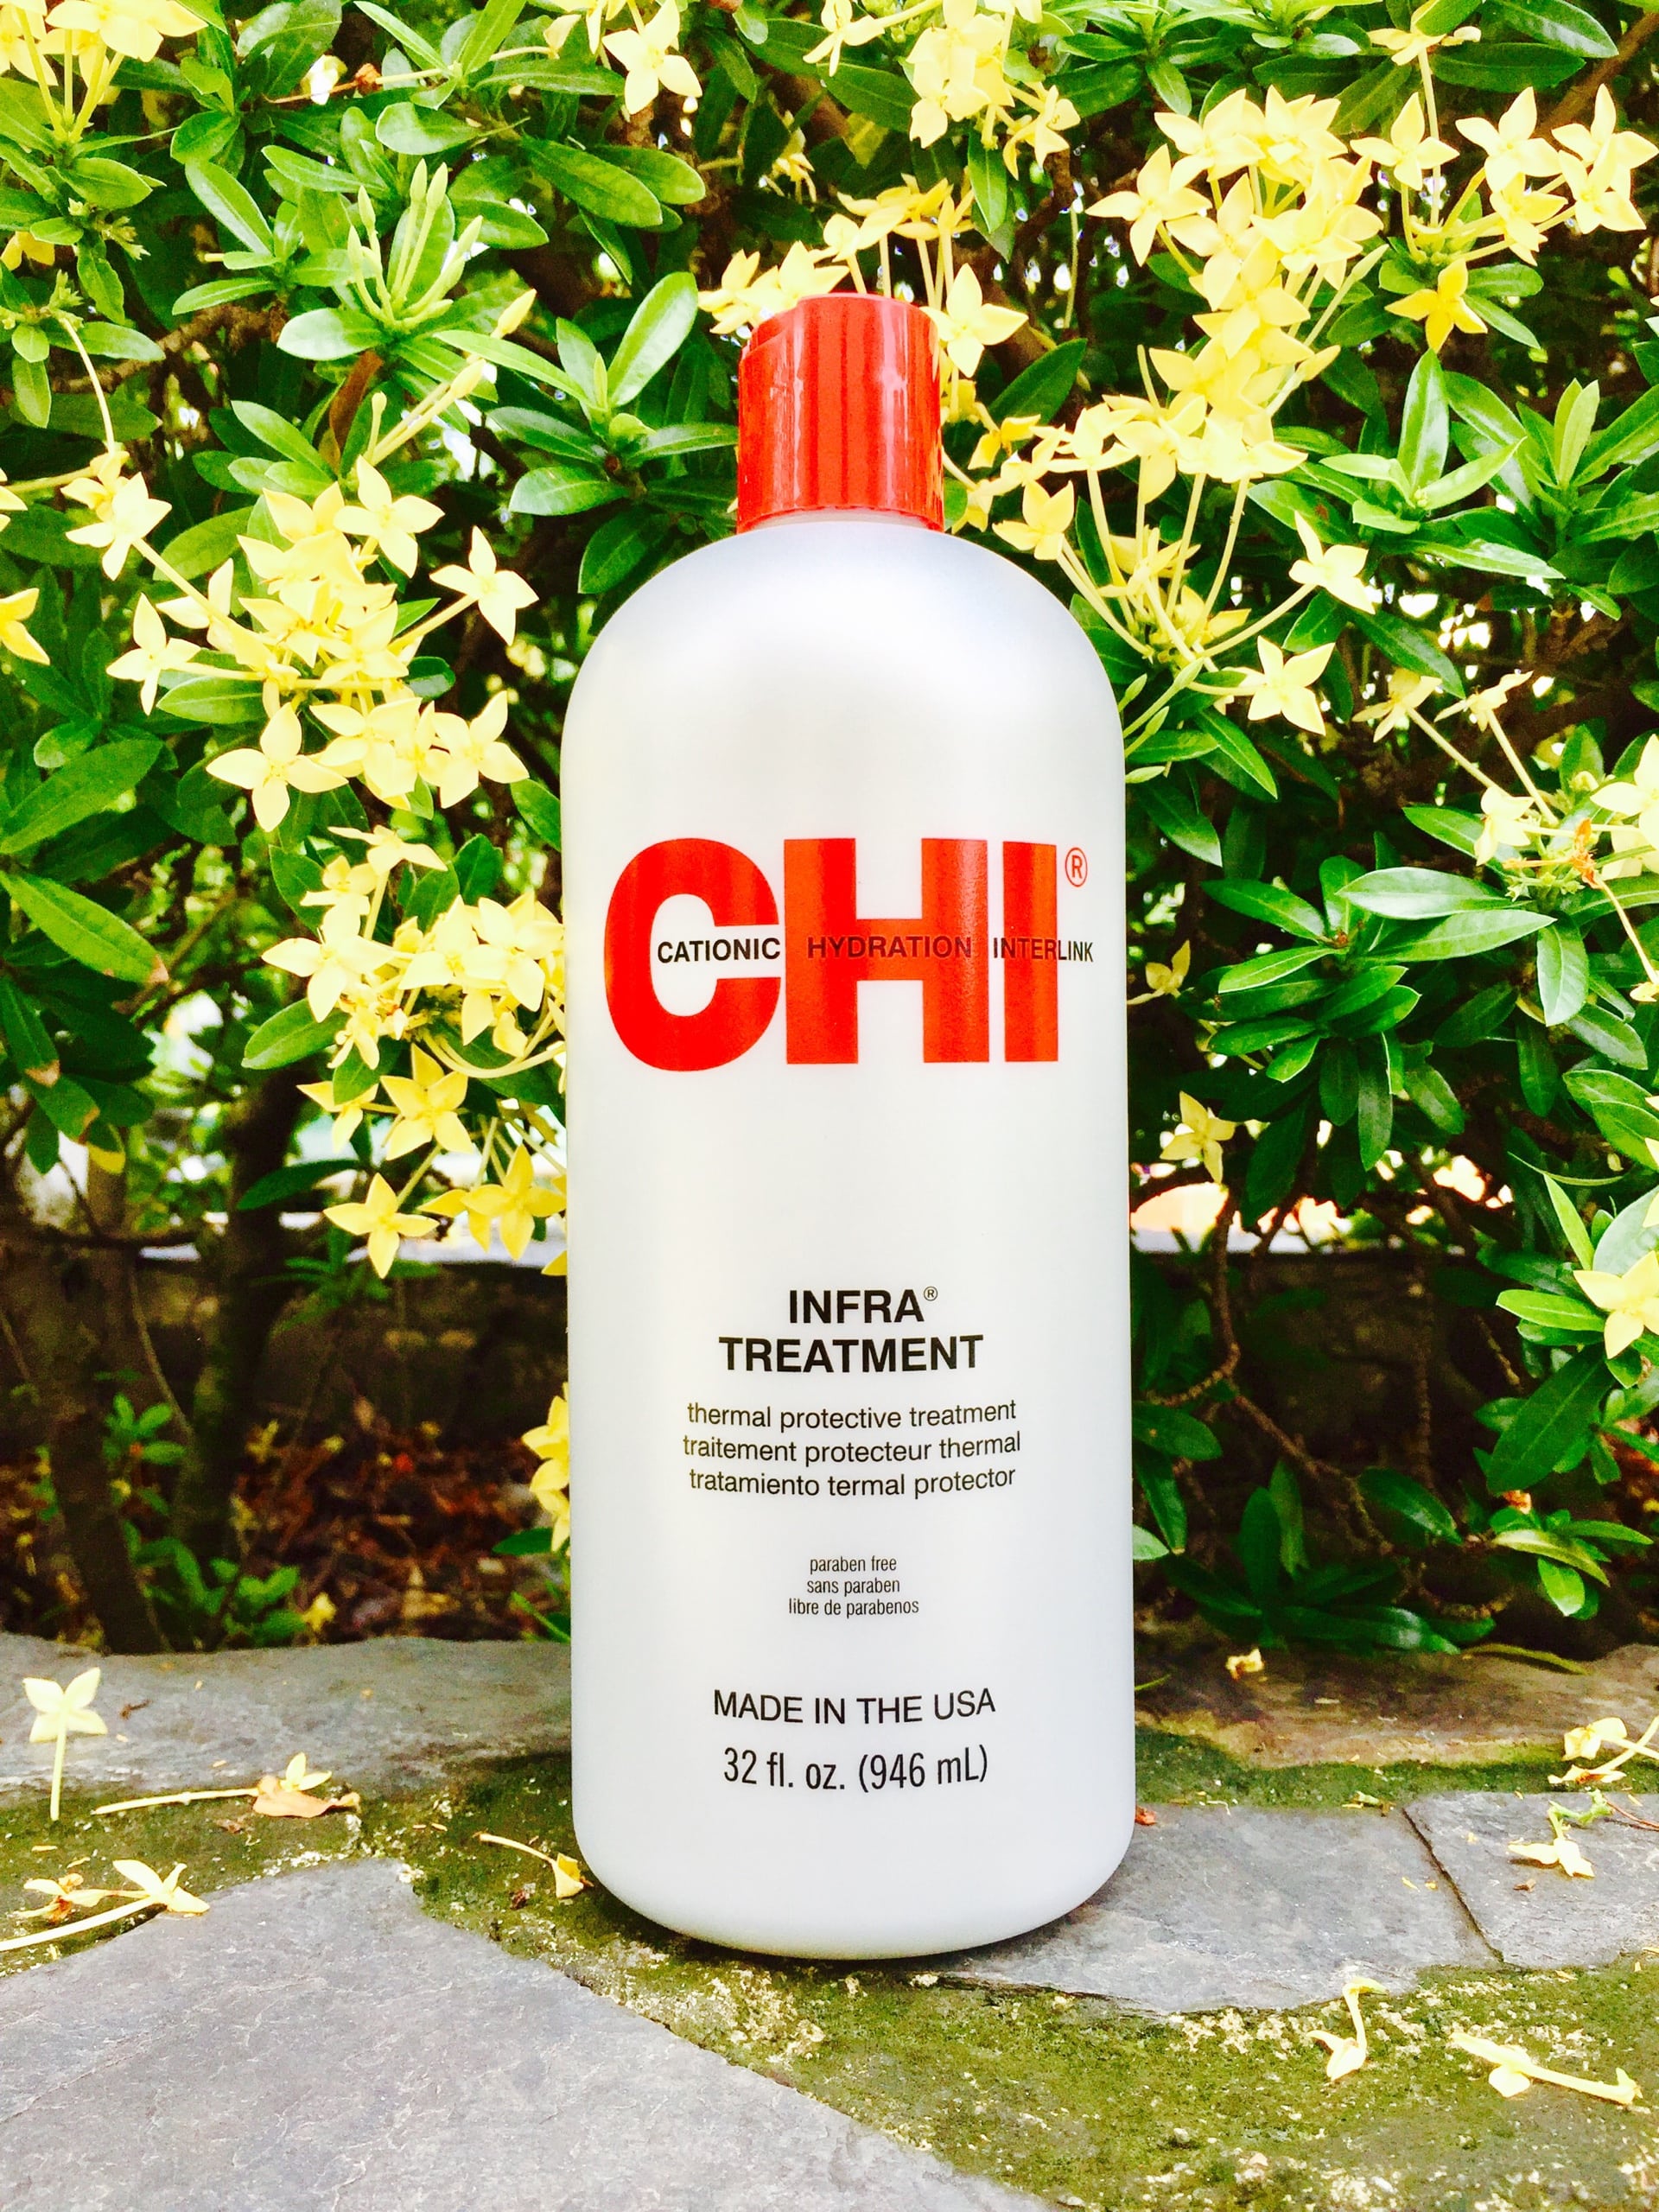 CHI®
CATIONIC HYDRATION INTERLINK
INFRA®
TREATMENT
thermal protective treatment
traitement protecteur thermal
tratamiento termal protector
paraben free
sans paraben
libre de parabenos
MADE IN THE USA
32 fl. oz. (946 mL)